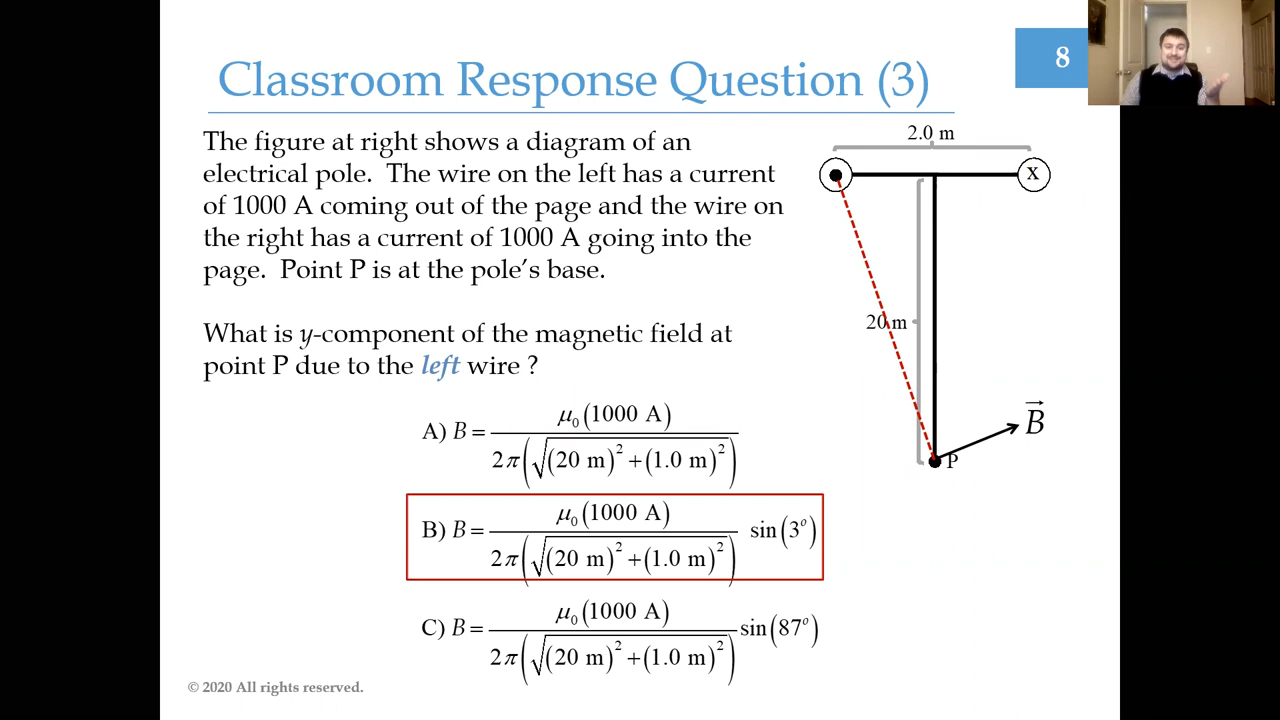 Classroom Response Question (3)
8
The figure at right shows a diagram of an
electrical pole. The wire on the left has a current
of 1000 A coming out of the page and the wire on
the right has a current of 1000 A going into the
page. Point P is at the pole's base.
What is y-component of the magnetic field at
point P due to the left wire ?
A) B = μ₀(1000 A) / 2π(√(20 m)² + (1.0 m)²)
B) B = μ₀(1000 A) / 2π(√(20 m)² + (1.0 m)²) sin(3°)
C) B = μ₀(1000 A) / 2π(√(20 m)² + (1.0 m)²) sin(87°)
2.0 m
x
20 m
B⃗
P
© 2020 All rights reserved.